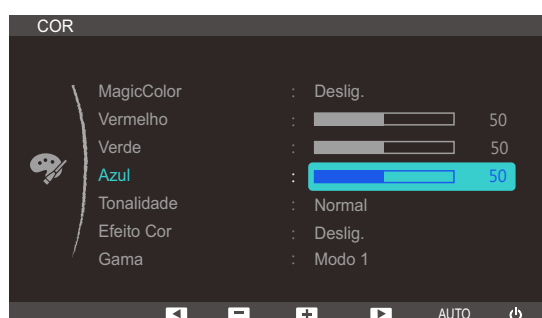 COR
MagicColor : Deslig.
Vermelho : 50
Verde : 50
Azul : 50
Tonalidade : Normal
Efeito Cor : Deslig.
Gama : Modo 1
AUTO